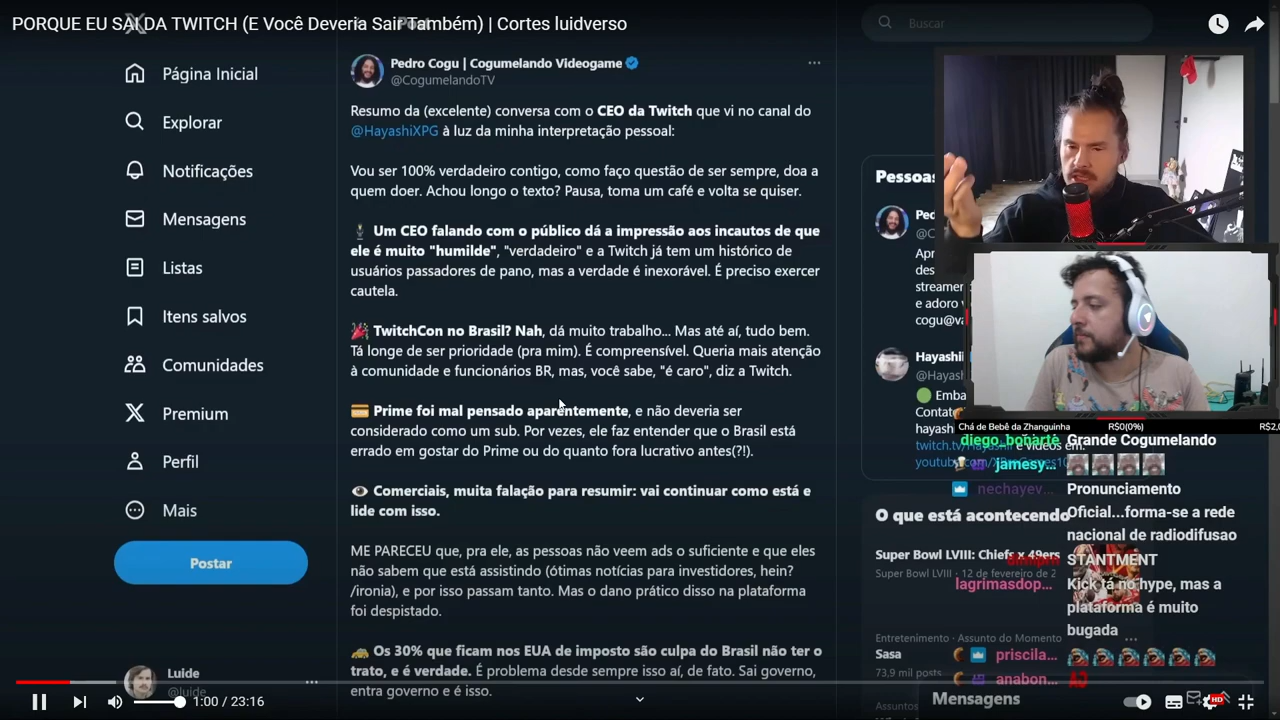 PORQUE EU SAÍ DA TWITCH (E Você Deveria Sair Também) | Cortes luidverso
Buscar
Página Inicial
Explorar
Notificações
Mensagens
Listas
Itens salvos
Comunidades
Premium
Perfil
Mais
Postar
Luide
@luide
Pedro Cogu | Cogumelando Videogame
@CogumelandoTV
Resumo da (excelente) conversa com o CEO da Twitch que vi no canal do
@HayashiXPG à luz da minha interpretação pessoal:
Vou ser 100% verdadeiro contigo, como faço questão de ser sempre, doa a
quem doer. Achou longo o texto? Pausa, toma um café e volta se quiser.
Um CEO falando com o público dá a impressão aos incautos de que
ele é muito "humilde", "verdadeiro" e a Twitch já tem um histórico de
usuários passadores de pano, mas a verdade é inexorável. É preciso exercer
cautela.
TwitchCon no Brasil? Nah, dá muito trabalho... Mas até aí, tudo bem.
Tá longe de ser prioridade (pra mim). É compreensível. Queria mais atenção
à comunidade e funcionários BR, mas, você sabe, "é caro", diz a Twitch.
Prime foi mal pensado aparentemente, e não deveria ser
considerado como um sub. Por vezes, ele faz entender que o Brasil está
errado em gostar do Prime ou do quanto fora lucrativo antes(?!).
Comerciais, muita falação para resumir: vai continuar como está e
lide com isso.
ME PARECEU que, pra ele, as pessoas não veem ads o suficiente e que eles
não sabem que está assistindo (ótimas notícias para investidores, hein?
/ironia), e por isso passam tanto. Mas o dano prático disso na plataforma
foi despistado.
Os 30% que ficam nos EUA de imposto são culpa do Brasil não ter o
trato, e é verdade. É problema desde sempre isso aí, de fato. Sai governo,
entra governo e é isso.
Pessoas
Ped
@C
Apr
des
streamer
e adoro v
cogu@va
Hayashi
@Hayash
Emba
Contat
hayash
twitch.tv/
youtub
Chá de Bebê da Zhanguinha R$0(0%) R$2,0
diego_bonarte Grande Cogumelando
jamesy...
nechayev... Pronunciamento
Oficial...forma-se a rede
nacional de radiodifusao
STANTMENT
lagrimasdop... Kick tá no hype, mas a
plataforma é muito
bugada
priscila...
anabon...
O que está acontecendo
Super Bowl LVIII: Chiefs x 49ers
Super Bowl LVIII · 12 de fevereiro de 2
Entretenimento · Assunto do Momento
Sasa
73,9 mil posts
Assuntos
Mensagens
1:00 / 23:16
HD